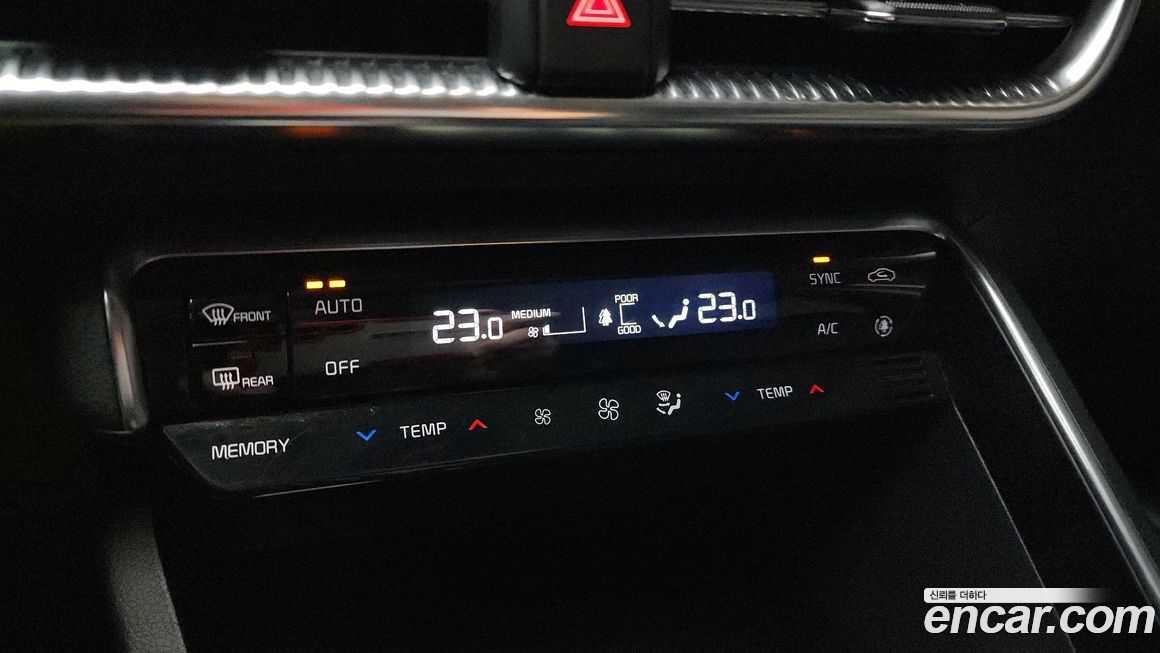 FRONT
AUTO
23.0
MEDIUM
POOR
GOOD
23.0
SYNC
REAR
OFF
A/C
MEMORY
TEMP
TEMP
신뢰를 더하다
encar.com